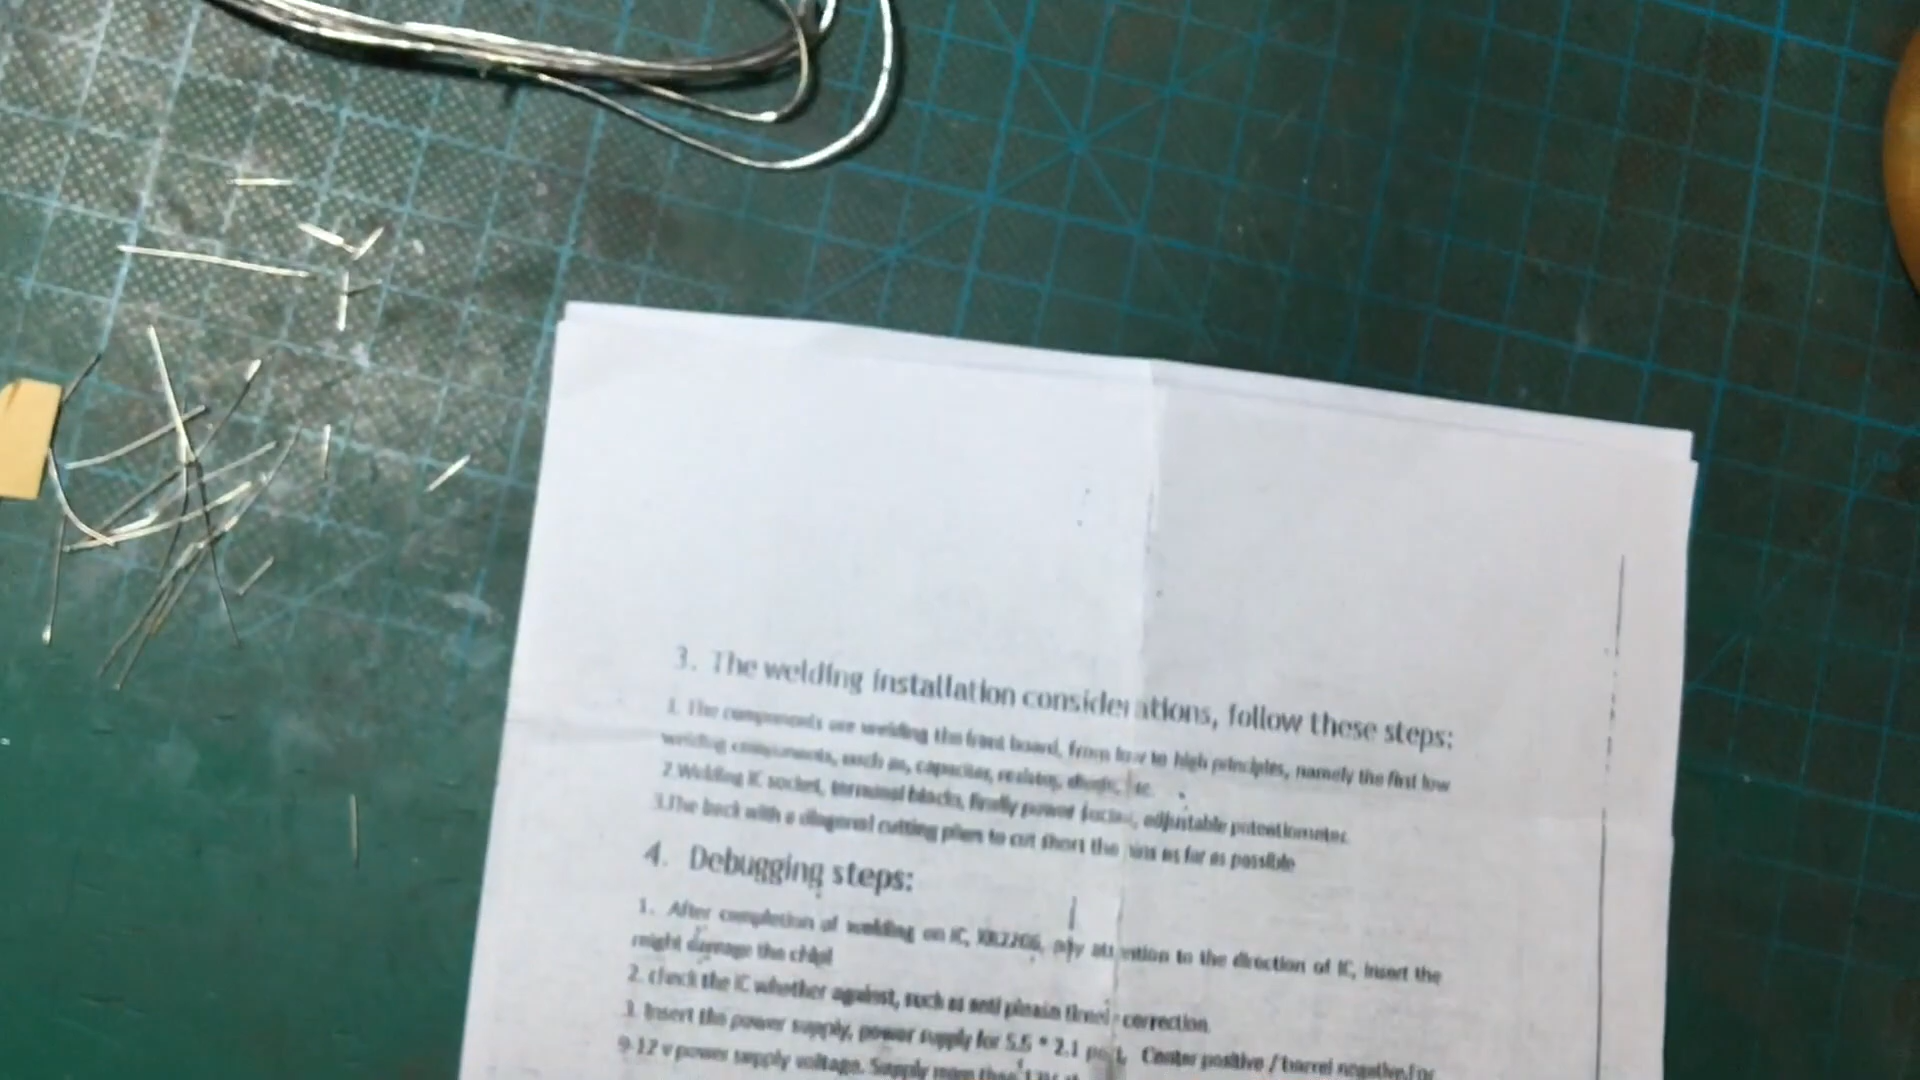 3. The welding installation considerations, follow these steps:
1. The components are welding the front board, from low to high principles, namely the first low
welding components, such as, capacitor, resistor, diode, etc.
2.Welding IC socket, terminal blocks, finally power adjustable potentiometer.
3.The back with a diagonal cutting pliers to cut short the pins as far as possible
4. Debugging steps:
1. After completion of welding on IC, XR2206, pay attention to the direction of IC, insert the
might damage the chip!
2. check the IC whether against, such as anti please timely correction.
3. Insert the power supply, power supply for 5.5 * 2.1 port, Center positive / barrel negative
9-12 v power supply voltage. Supply more than